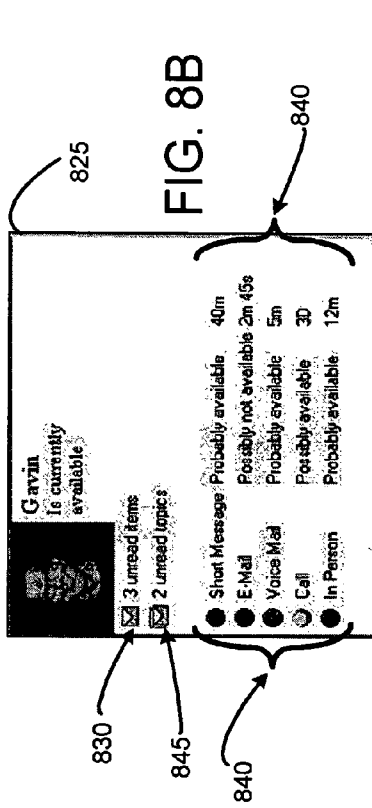 FIG. 8B
825
Gavin
Is currently
available
830
3 unread items
845
2 unread topics
840
Short Message Probably available 40m
E-Mail Possibly not available 2m 45s
Voice Mail Probably available 5m
Call Possibly available 30
In Person Probably available 12m
840